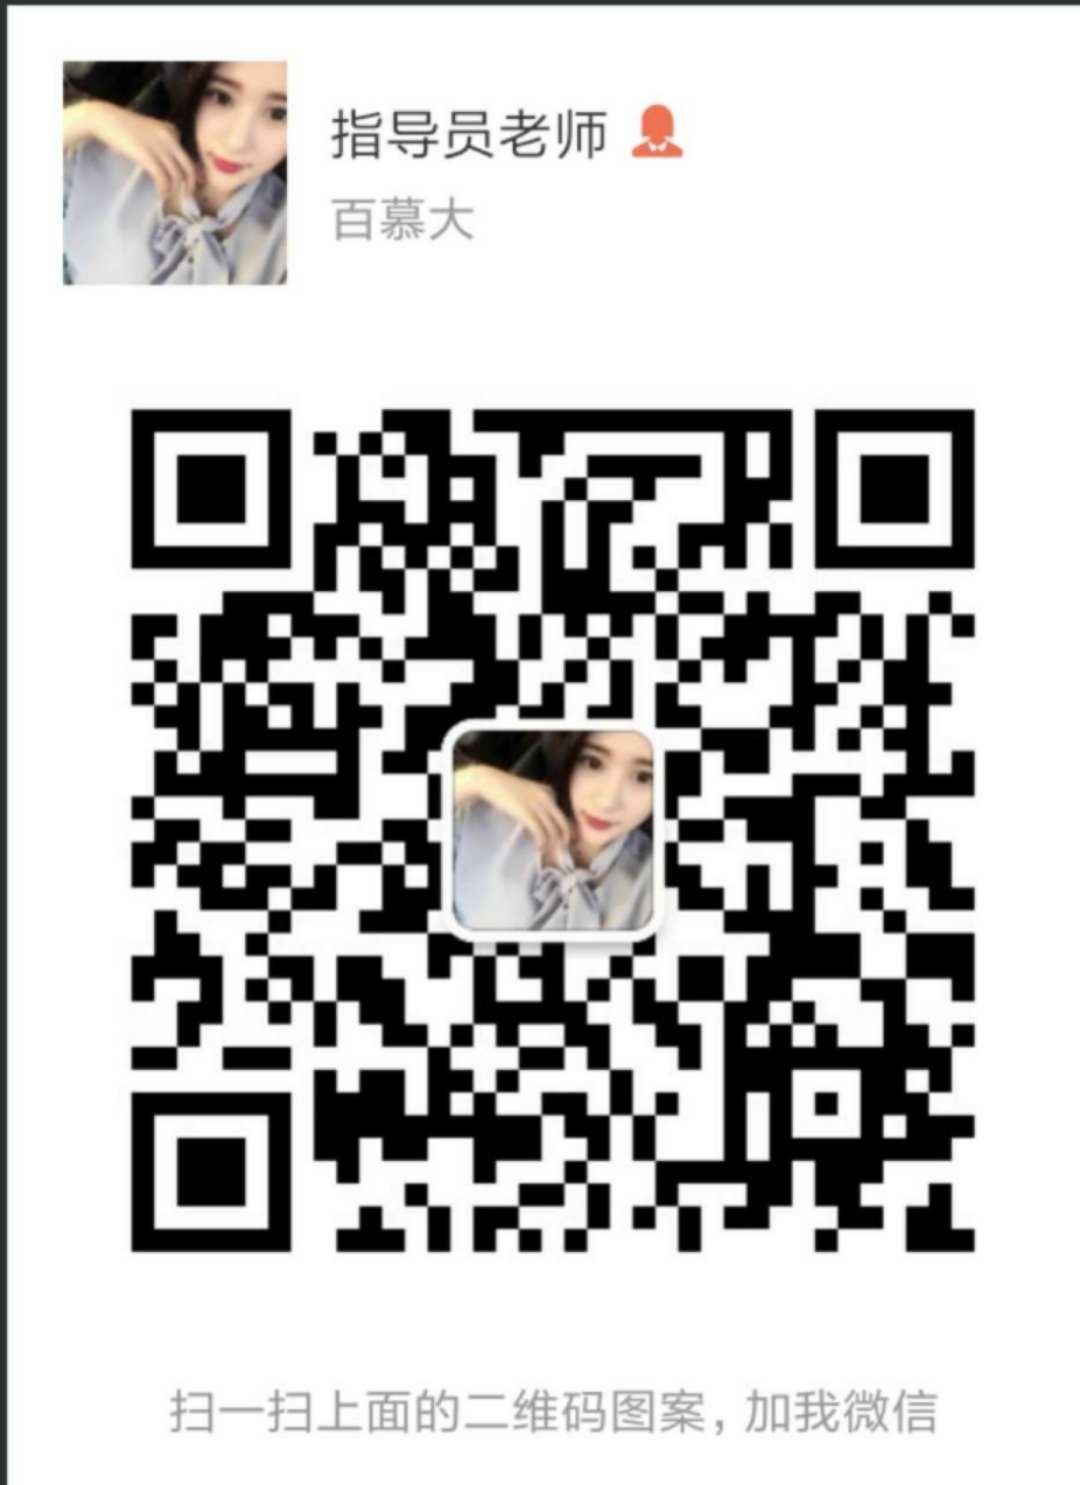 指导员老师
百慕大
扫一扫上面的二维码图案，加我微信